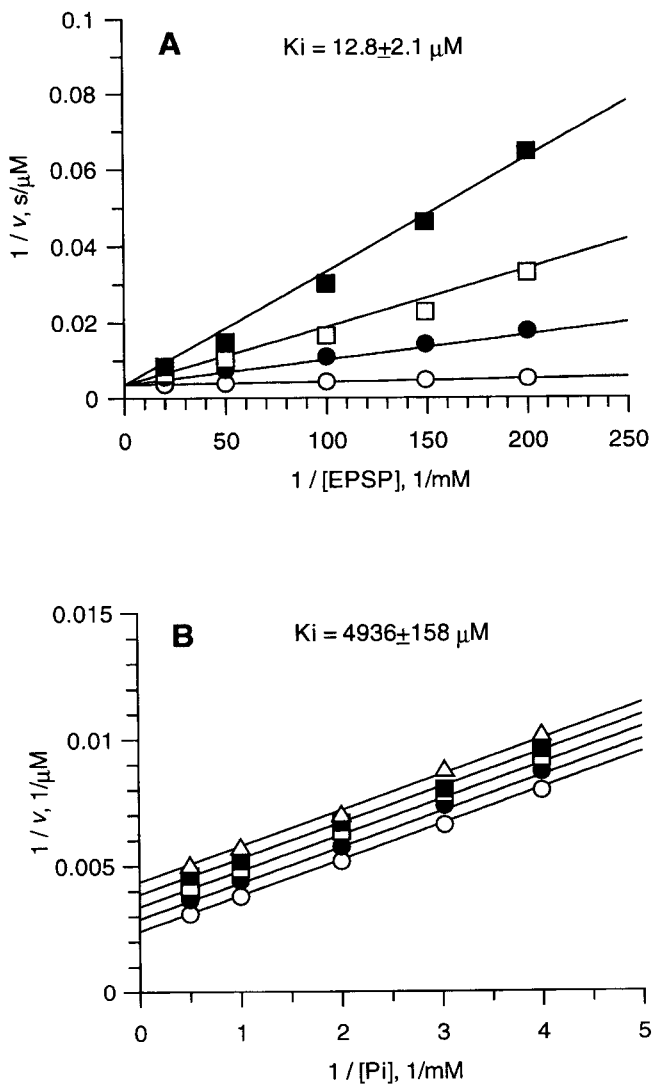 0.1
A
Ki = 12.8±2.1 μM
0.08
0.06
0.04
0.02
0
1 / v, s/μM
0 50 100 150 200 250
1 / [EPSP], 1/mM
0.015
B
Ki = 4936±158 μM
0.01
0.005
0
1 / v, 1/μM
0 1 2 3 4 5
1 / [Pi], 1/mM